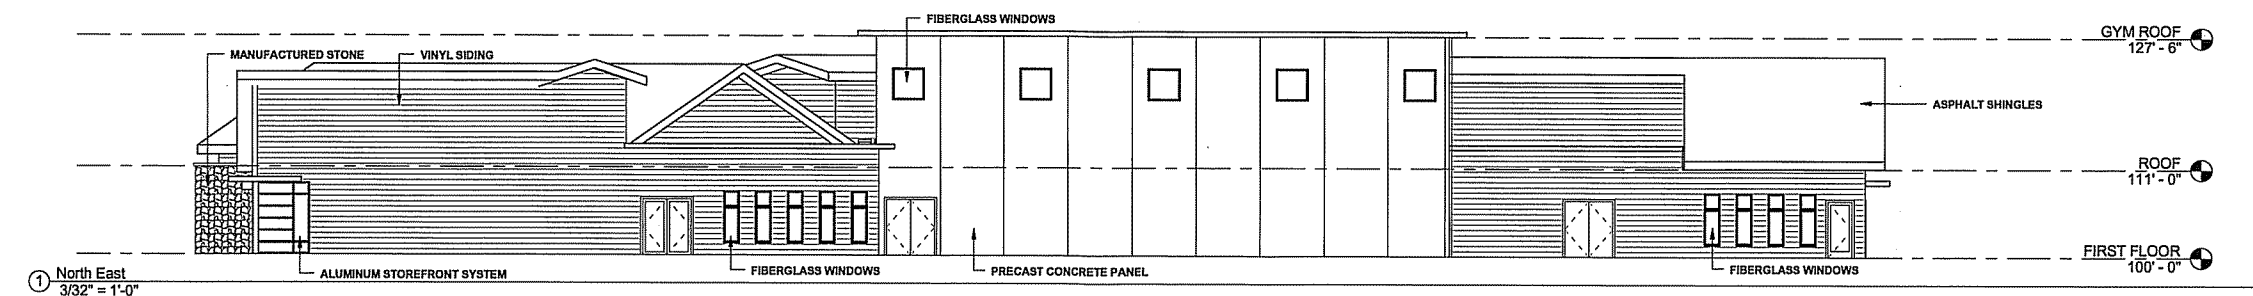 FIBERGLASS WINDOWS
GYM ROOF
127' - 6"
MANUFACTURED STONE
VINYL SIDING
ASPHALT SHINGLES
ROOF
111' - 0"
FIRST FLOOR
100' - 0"
ALUMINUM STOREFRONT SYSTEM
FIBERGLASS WINDOWS
PRECAST CONCRETE PANEL
FIBERGLASS WINDOWS
1
North East
3/32" = 1'-0"